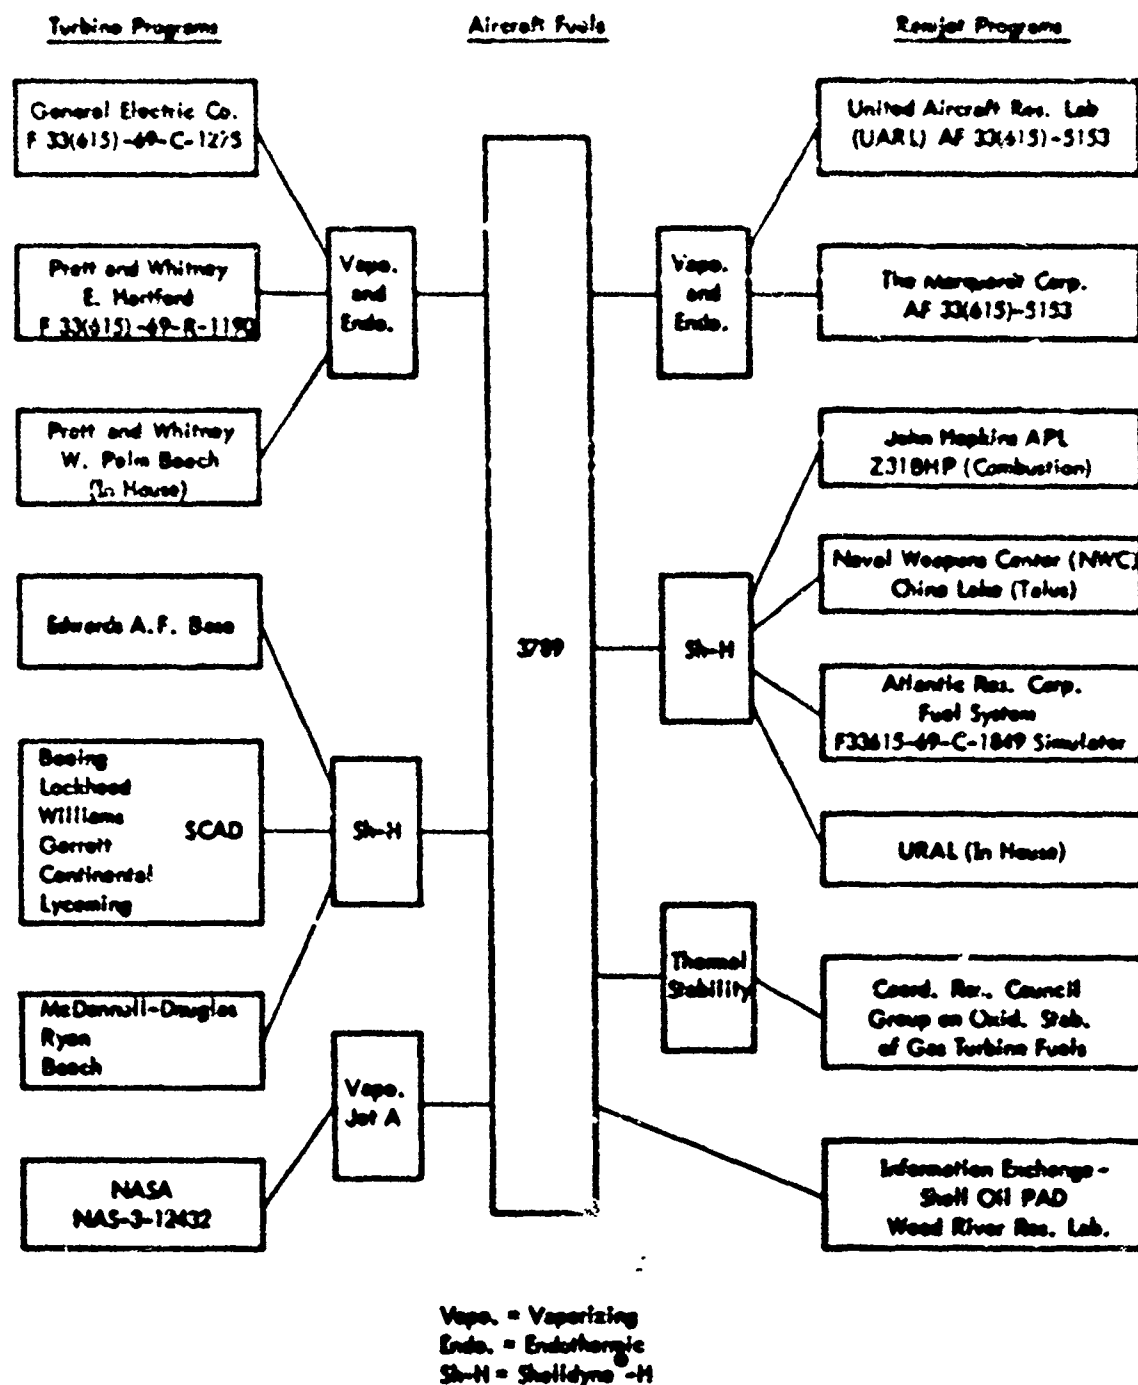 Turbine Programs
Aircraft Fuels
Ramjet Programs
General Electric Co.
F 33(615)-69-C-1275
Pratt and Whitney
E. Hartford
F 33(615)-69-R-1190
Pratt and Whitney
W. Palm Beach
(In House)
Vapo.
and
Endo.
Edwards A.F. Base
Boeing
Lockheed
Williams
SCAD
Garrett
Continental
Lycoming
McDonnell-Douglas
Ryan
Beech
Sh-H
NASA
NAS-3-12432
Vapo.
Jet A
3789
Vapo.
and
Endo.
United Aircraft Res. Lab
(UARL) AF 33(615)-5153
The Marquardt Corp.
AF 33(615)-5153
Sh-H
John Hopkins APL
Z31BHP (Combustion)
Naval Weapons Center (NWC)
China Lake (Talus)
Atlantic Res. Corp.
Fuel System
F33615-69-C-1849 Simulator
URAL (In House)
Thermal
Stability
Coord. Res. Council
Group on Oxid. Stab.
of Gas Turbine Fuels
Information Exchange -
Shell Oil PAD
Wood River Res. Lab.
Vapo. = Vaporizing
Endo. = Endothermic
Sh-H = Shelldyne®-H